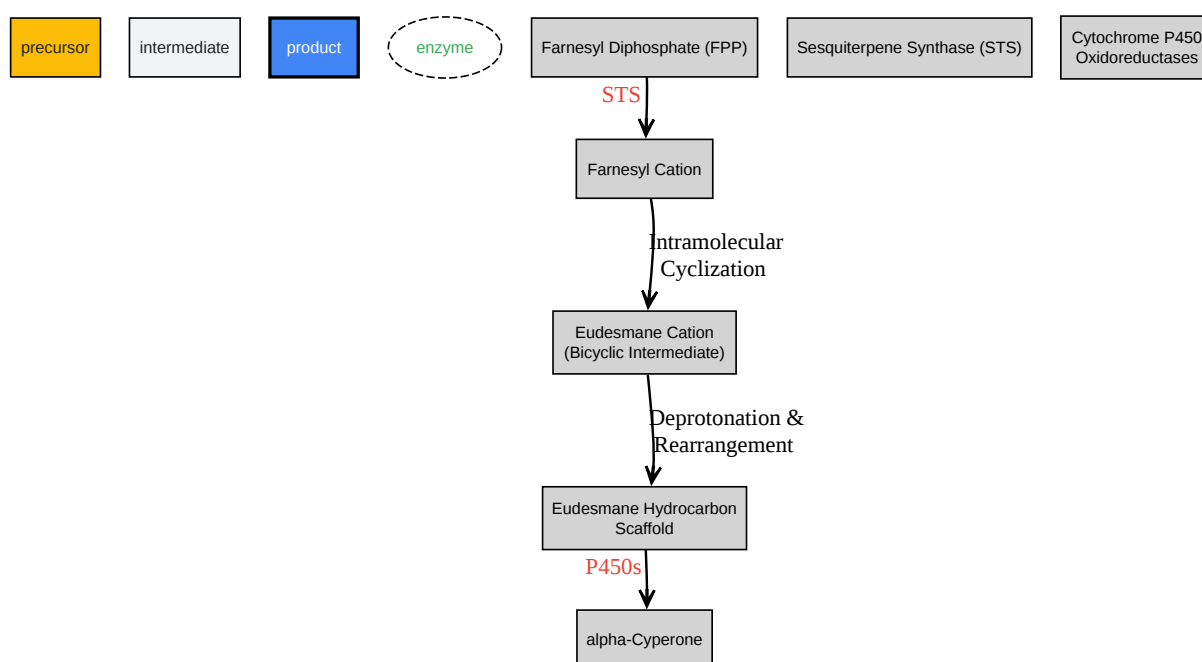 precursor
intermediate
product
enzyme
Farnesyl Diphosphate (FPP)
Sesquiterpene Synthase (STS)
Cytochrome P450
Oxidoreductases
STS
Farnesyl Cation
Intramolecular
Cyclization
Eudesmane Cation
(Bicyclic Intermediate)
Deprotonation &
Rearrangement
Eudesmane Hydrocarbon
Scaffold
P450s
alpha-Cyperone